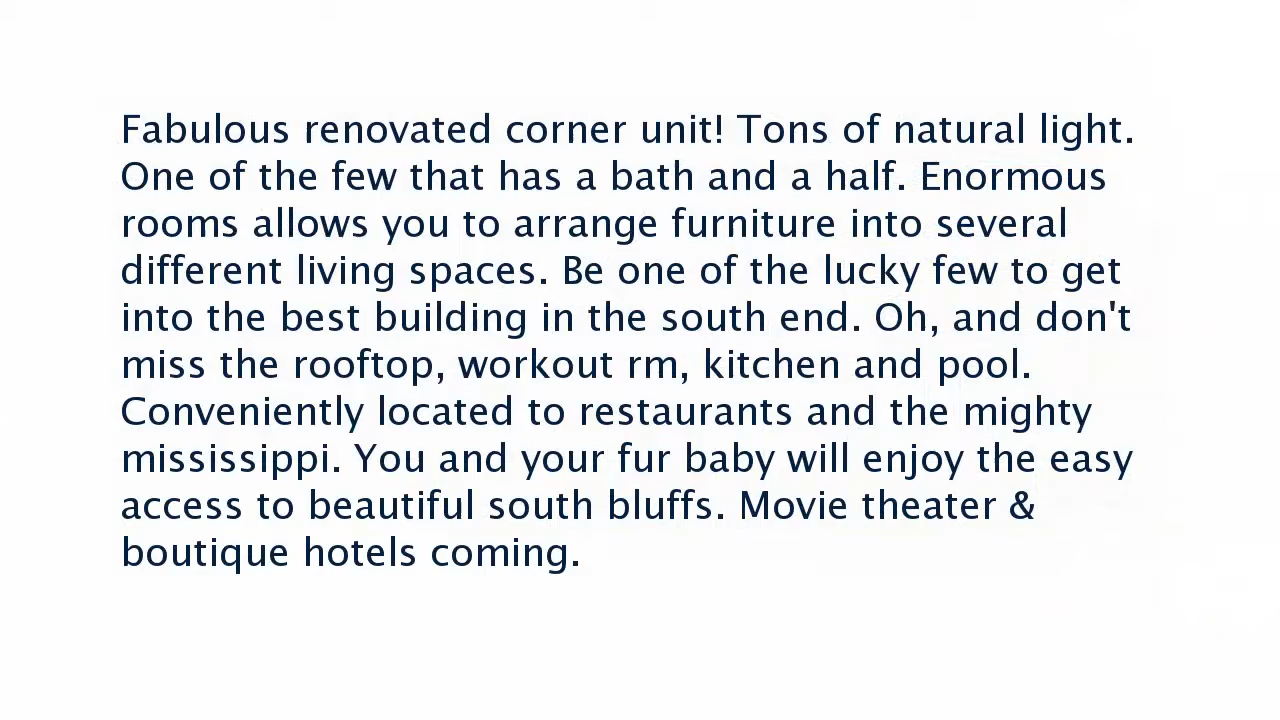 Fabulous renovated corner unit! Tons of natural light.
One of the few that has a bath and a half. Enormous
rooms allows you to arrange furniture into several
different living spaces. Be one of the lucky few to get
into the best building in the south end. Oh, and don't
miss the rooftop, workout rm, kitchen and pool.
Conveniently located to restaurants and the mighty
mississippi. You and your fur baby will enjoy the easy
access to beautiful south bluffs. Movie theater &
boutique hotels coming.